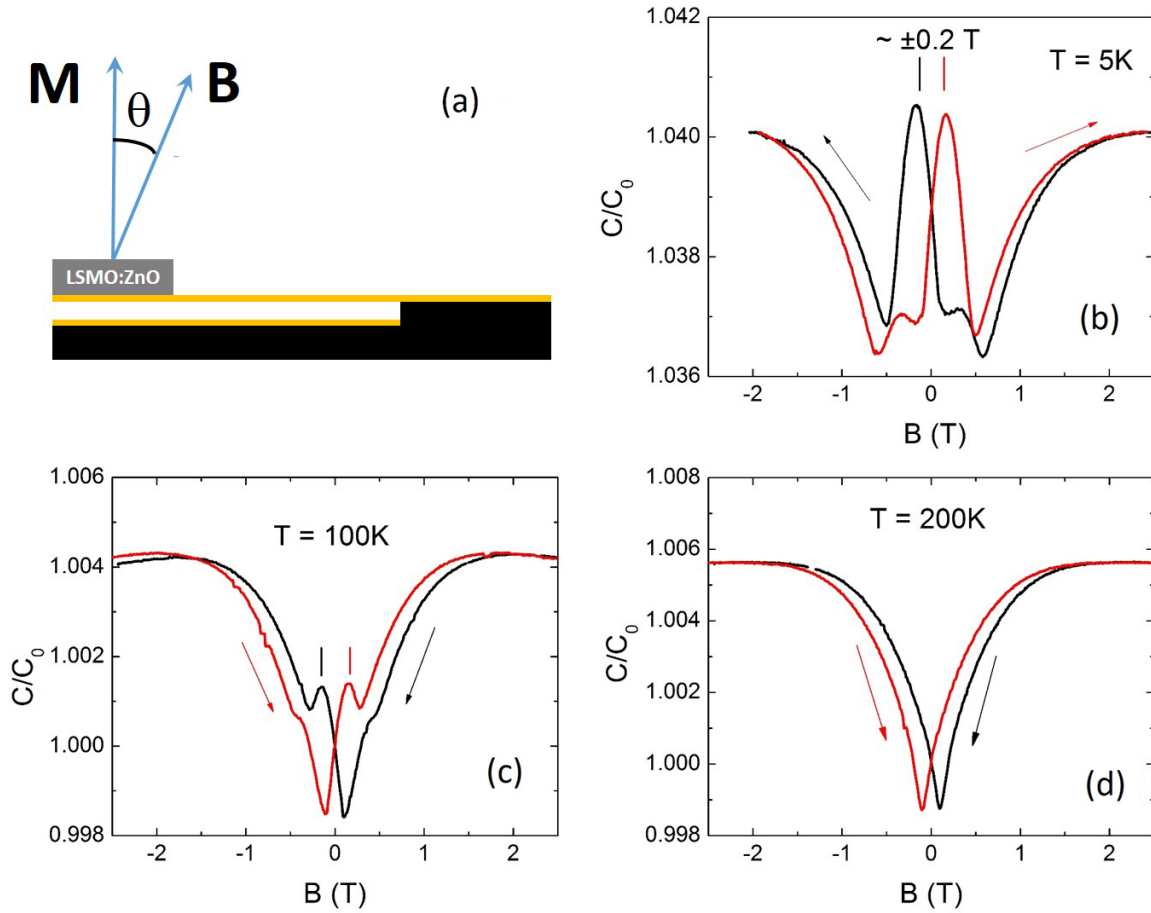 M
B
θ
(a)
LSMO:ZnO
1.042
1.040
1.038
1.036
C/C₀
~ ±0.2 T
T = 5K
(b)
-2 -1 0 1 2
B (T)
1.006
1.004
1.002
1.000
0.998
C/C₀
T = 100K
(c)
-2 -1 0 1 2
B (T)
1.008
1.006
1.004
1.002
1.000
0.998
C/C₀
T = 200K
(d)
-2 -1 0 1 2
B (T)